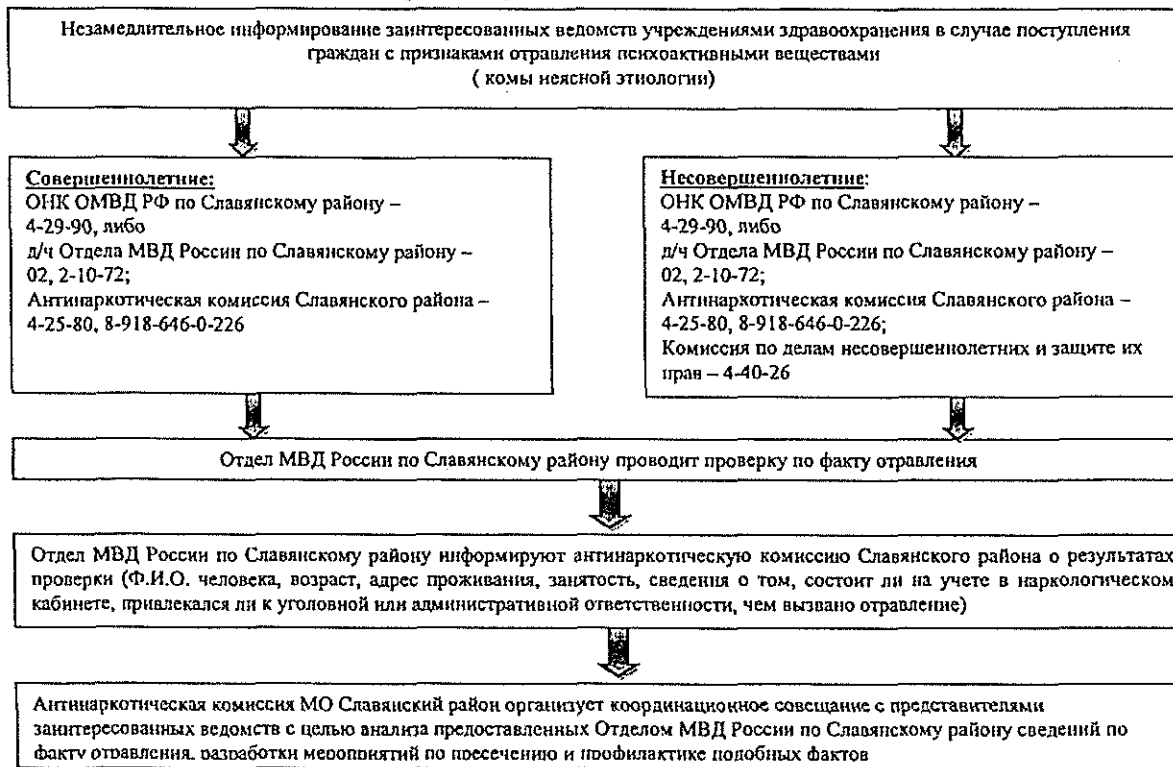 Незамедлительное информирование заинтересованных ведомств учреждениями здравоохранения в случае поступления
граждан с признаками отравления психоактивными веществами
( комы неясной этнологии)
Совершеннолетние:
ОНК ОМВД РФ по Славянскому району –
4-29-90, либо
д/ч Отдела МВД России по Славянскому району –
02, 2-10-72;
Антинаркотическая комиссия Славянского района –
4-25-80, 8-918-646-0-226
Несовершеннолетние:
ОНК ОМВД РФ по Славянскому району –
4-29-90, либо
д/ч Отдела МВД России по Славянскому району –
02, 2-10-72;
Антинаркотическая комиссия Славянского района –
4-25-80, 8-918-646-0-226;
Комиссия по делам несовершеннолетних и защите их
прав – 4-40-26
Отдел МВД России по Славянскому району проводит проверку по факту отравления
Отдел МВД России по Славянскому району информируют антинаркотическую комиссию Славянского района о результатах
проверки (Ф.И.О. человека, возраст, адрес проживания, занятость, сведения о том, состоит ли на учете в наркологическом
кабинете, привлекался ли к уголовной или административной ответственности, чем вызвано отравление)
Антинаркотическая комиссия МО Славянский район организует координационное совещание с представителями
заинтересованных ведомств с целью анализа предоставленных Отделом МВД России по Славянскому району сведений по
факту отравления, разработки мероприятий по пресечению и профилактике подобных фактов